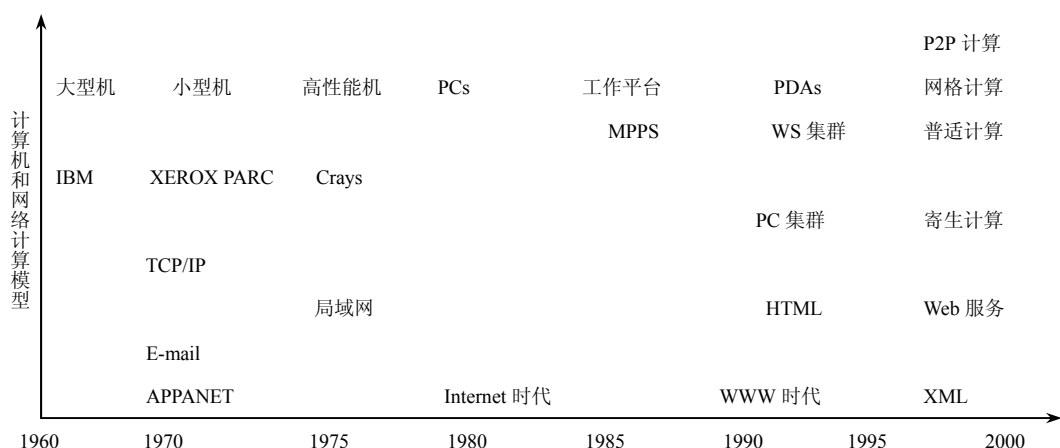 P2P 计算
大型机 小型机 高性能机 PCs 工作平台 PDAs 网格计算
MPPS WS 集群 普适计算
IBM XEROX PARC Crays
PC 集群 寄生计算
TCP/IP
局域网 HTML Web 服务
E-mail
APPANET Internet 时代 WWW 时代 XML
1960 1970 1975 1980 1985 1990 1995 2000
计算机和网络计算模型